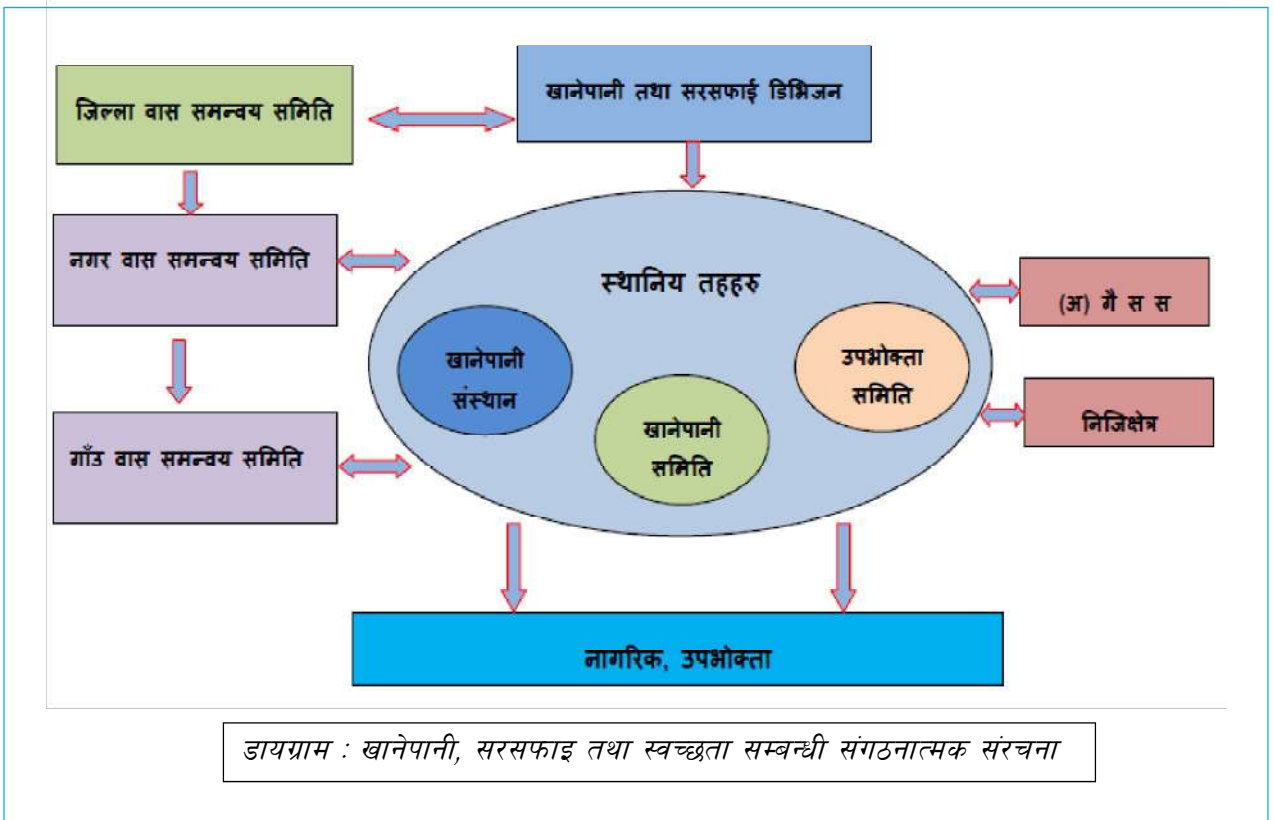 जिल्ला वास समन्वय समिति
खानेपानी तथा सरसफाई डिभिजन
नगर वास समन्वय समिति
गाँउ वास समन्वय समिति
स्थानिय तहहरु
खानेपानी
संस्थान
खानेपानी
समिति
उपभोक्ता
समिति
(अ) गै स स
निजिक्षेत्र
नागरिक, उपभोक्ता
डायग्राम : खानेपानी, सरसफाइ तथा स्वच्छता सम्बन्धी संगठनात्मक संरचना